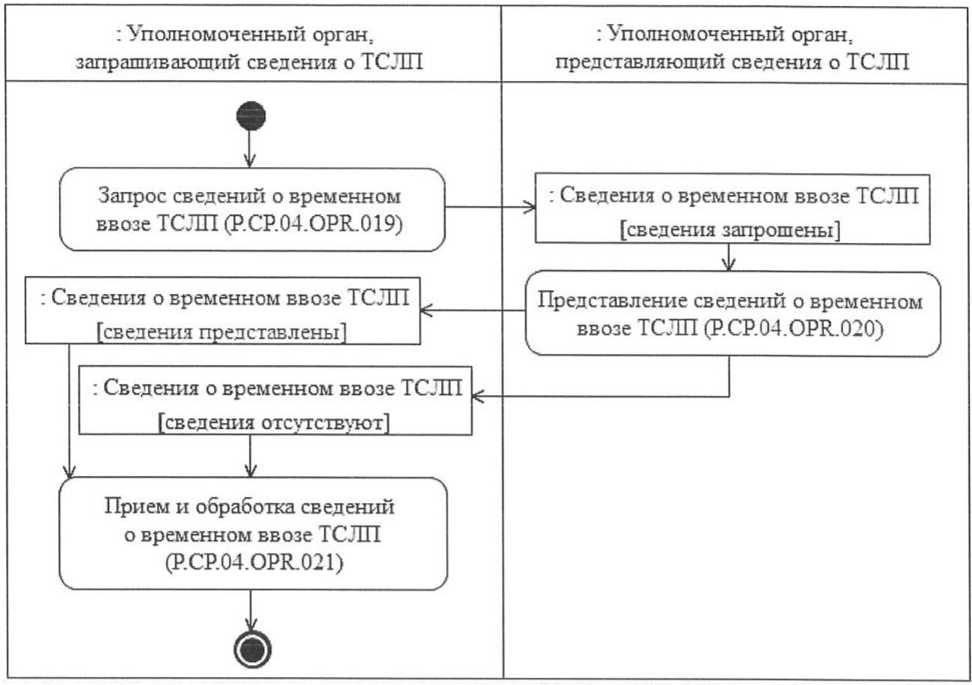 : Уполномоченный орган,
запрашивающий сведения о ТСЛП
: Уполномоченный орган,
представляющий сведения о ТСЛП
Запрос сведений о временном
ввозе ТСЛП (P.CP.04.OPR.019)
: Сведения о временном ввозе ТСЛП
[сведения запрошены]
: Сведения о временном ввозе ТСЛП
[сведения представлены]
Представление сведений о временном
ввозе ТСЛП (P.CP.04.OPR.020)
: Сведения о временном ввозе ТСЛП
[сведения отсутствуют]
Прием и обработка сведений
о временном ввозе ТСЛП
(P.CP.04.OPR.021)